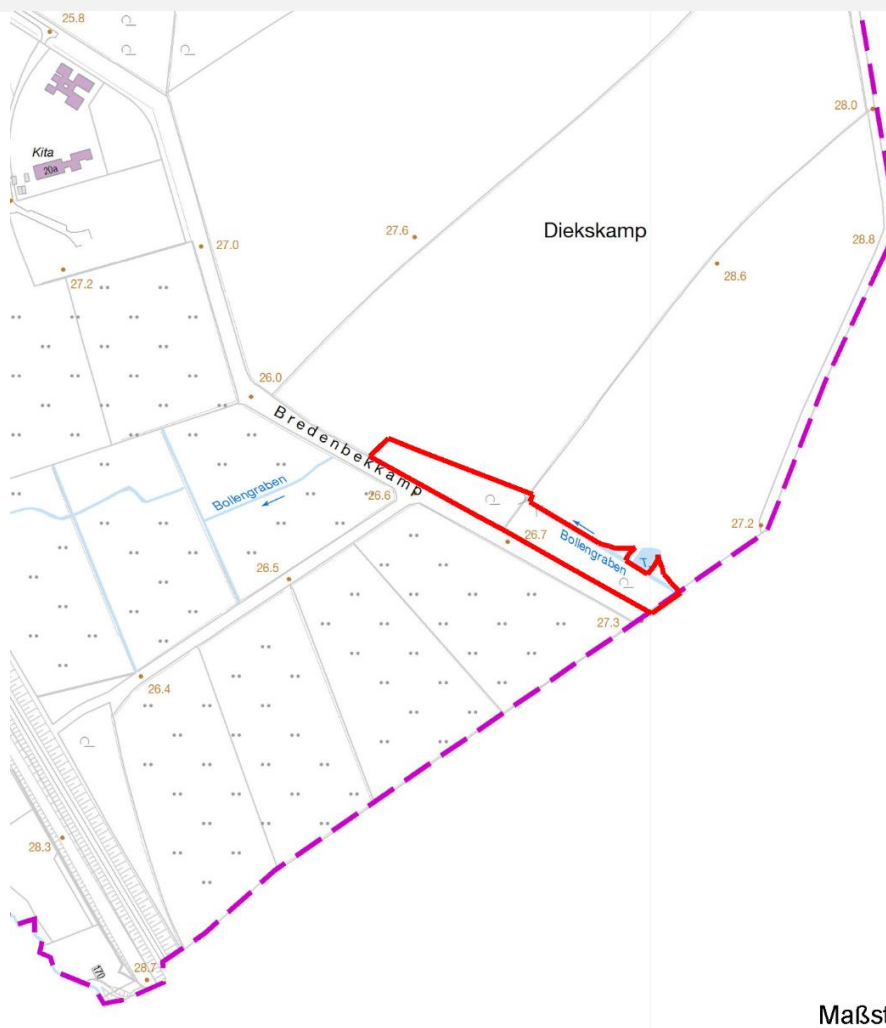 25.8
28.0
Kita
20a
27.6
Diekskamp
28.8
27.0
27.2
28.6
26.0
Bredenbekkamp
26.6
Bollengraben
26.7
Bollengraben
27.2
T.
26.5
27.3
26.4
28.3
28.7
170
Maßst